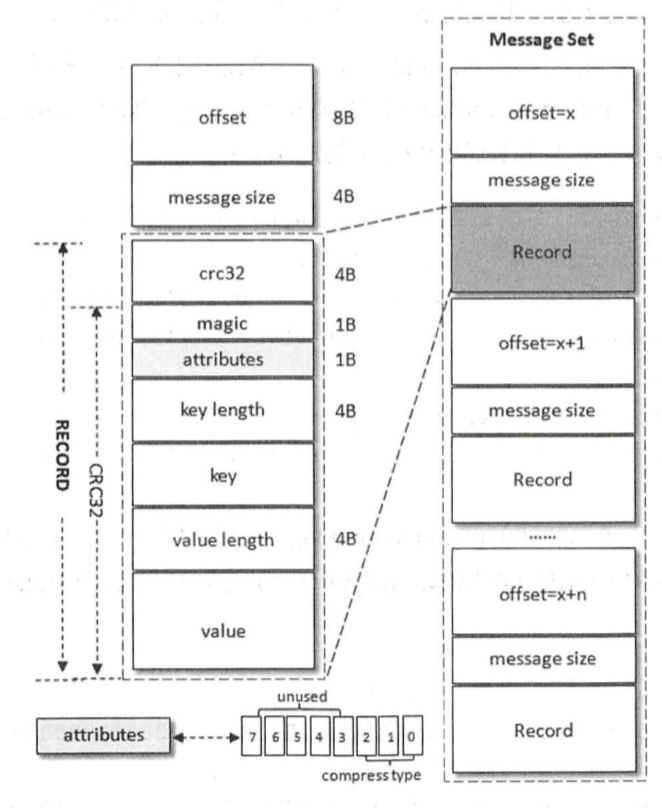 Message Set
offset 8B
message size 4B
crc32 4B
magic 1B
attributes 1B
key length 4B
key
value length 4B
value
RECORD
CRC32
offset=x
message size
Record
offset=x+1
message size
Record
......
offset=x+n
message size
Record
unused
attributes 7 6 5 4 3 2 1 0
compress type